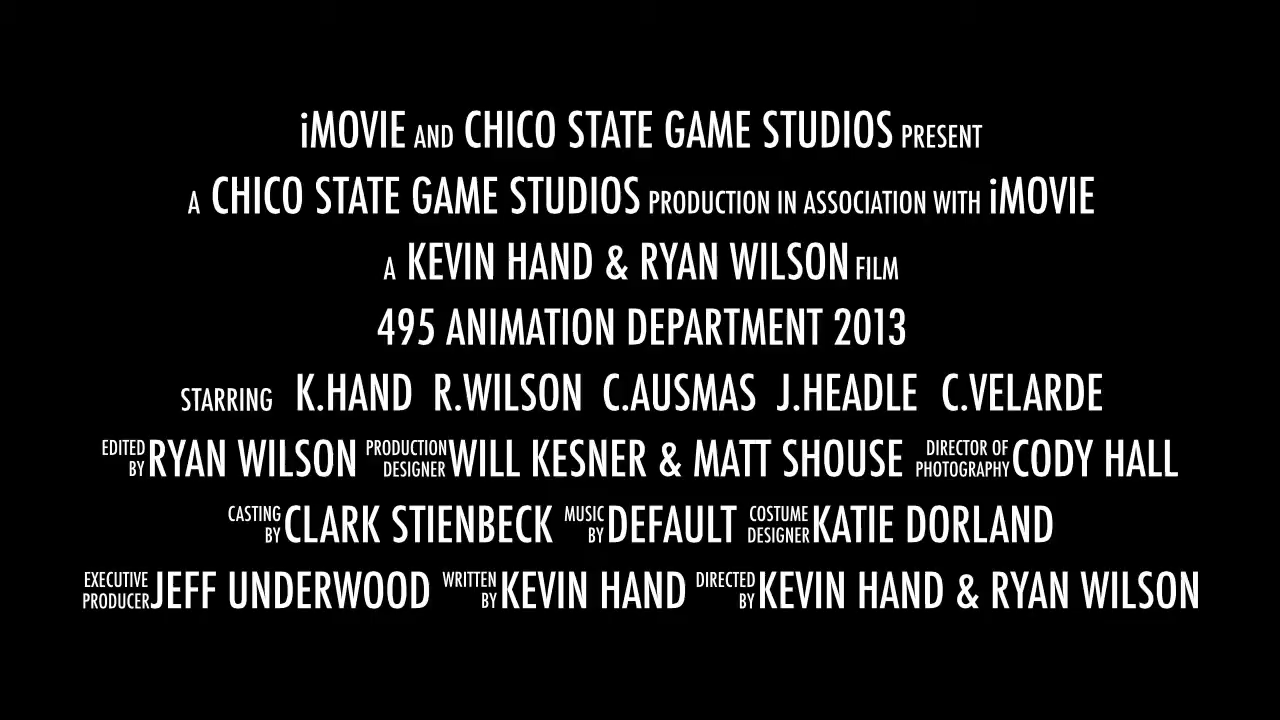 iMOVIE AND CHICO STATE GAME STUDIOS PRESENT
A CHICO STATE GAME STUDIOS PRODUCTION IN ASSOCIATION WITH iMOVIE
A KEVIN HAND & RYAN WILSON FILM
495 ANIMATION DEPARTMENT 2013
STARRING K.HAND R.WILSON C.AUSMAS J.HEADLE C.VELARDE
EDITED BY RYAN WILSON PRODUCTION DESIGNER WILL KESNER & MATT SHOUSE DIRECTOR OF PHOTOGRAPHY CODY HALL
CASTING BY CLARK STIENBECK MUSIC BY DEFAULT COSTUME DESIGNER KATIE DORLAND
EXECUTIVE PRODUCER JEFF UNDERWOOD WRITTEN BY KEVIN HAND DIRECTED BY KEVIN HAND & RYAN WILSON